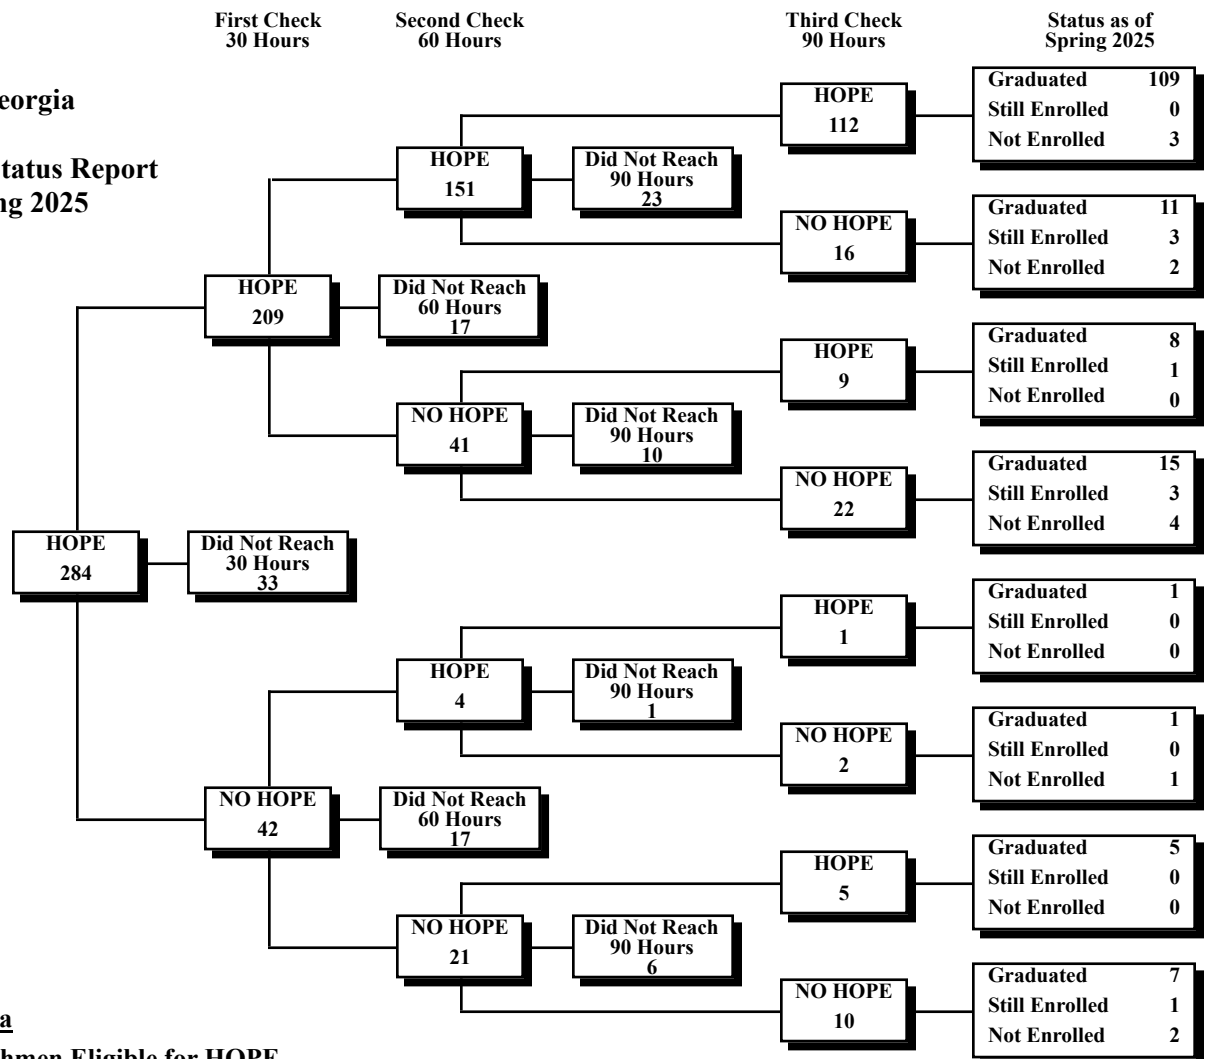 First Check
30 Hours
Second Check
60 Hours
Third Check
90 Hours
Status as of
Spring 2025
Status Report
2025
HOPE
284
Did Not Reach
30 Hours
33
HOPE
209
Did Not Reach
60 Hours
17
NO HOPE
42
Did Not Reach
60 Hours
17
HOPE
151
Did Not Reach
90 Hours
23
NO HOPE
41
Did Not Reach
90 Hours
10
HOPE
4
Did Not Reach
90 Hours
1
NO HOPE
21
Did Not Reach
90 Hours
6
HOPE
112
Graduated 109
Still Enrolled 0
Not Enrolled 3
NO HOPE
16
Graduated 11
Still Enrolled 3
Not Enrolled 2
HOPE
9
Graduated 8
Still Enrolled 1
Not Enrolled 0
NO HOPE
22
Graduated 15
Still Enrolled 3
Not Enrolled 4
HOPE
1
Graduated 1
Still Enrolled 0
Not Enrolled 0
NO HOPE
2
Graduated 1
Still Enrolled 0
Not Enrolled 1
HOPE
5
Graduated 5
Still Enrolled 0
Not Enrolled 0
NO HOPE
10
Graduated 7
Still Enrolled 1
Not Enrolled 2
Eligible for HOPE